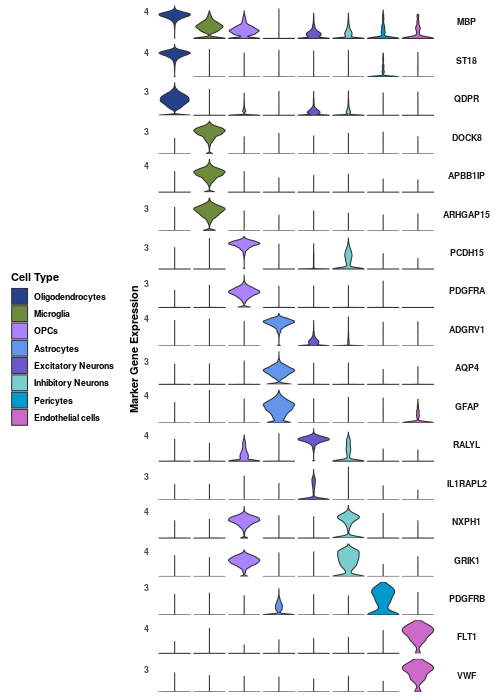 4 MBP
4 ST18
3 QDPR
3 DOCK8
4 APBB1IP
3 ARHGAP15
3 PCDH15
3 PDGFRA
4 ADGRV1
3 AQP4
4 GFAP
4 RALYL
3 IL1RAPL2
4 NXPH1
4 GRIK1
3 PDGFRB
4 FLT1
3 VWF
Marker Gene Expression
Cell Type
Oligodendrocytes
Microglia
OPCs
Astrocytes
Excitatory Neurons
Inhibitory Neurons
Pericytes
Endothelial cells